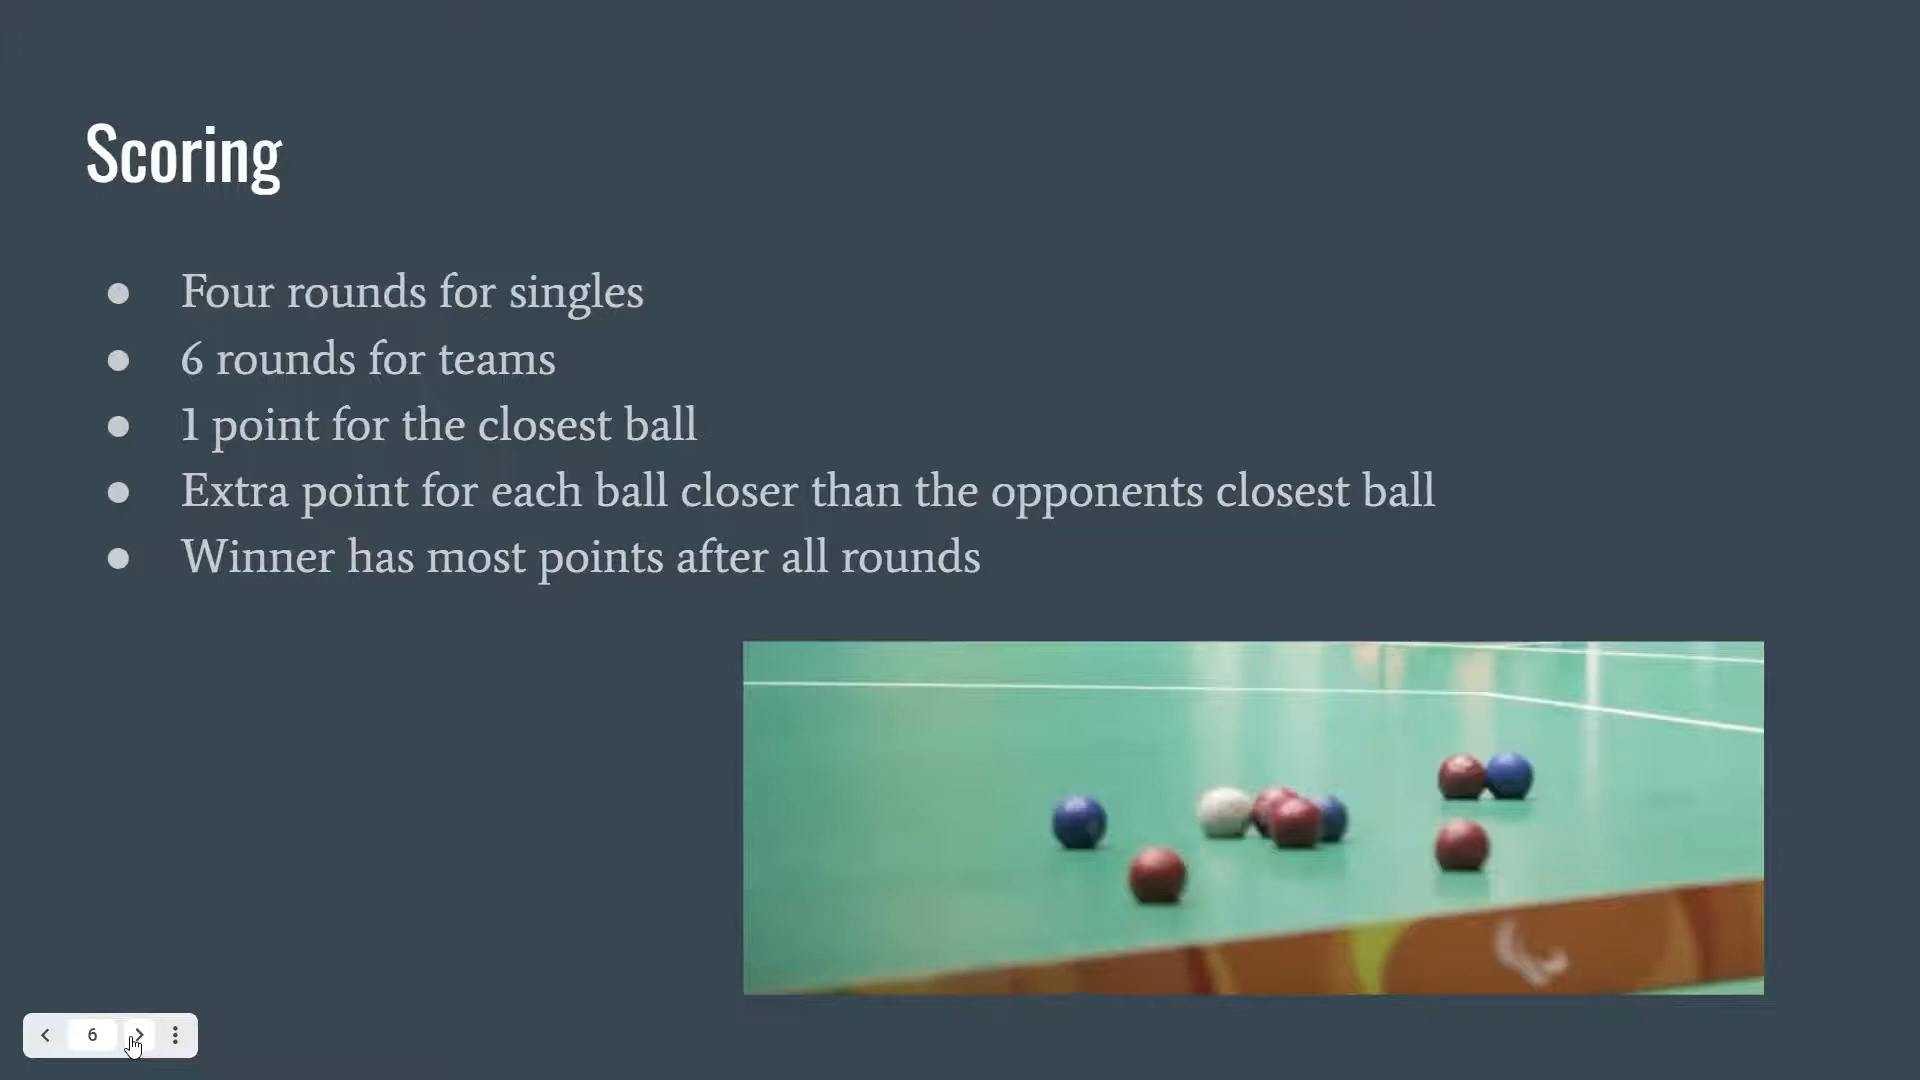 Scoring
● Four rounds for singles
● 6 rounds for teams
● 1 point for the closest ball
● Extra point for each ball closer than the opponents closest ball
● Winner has most points after all rounds
6